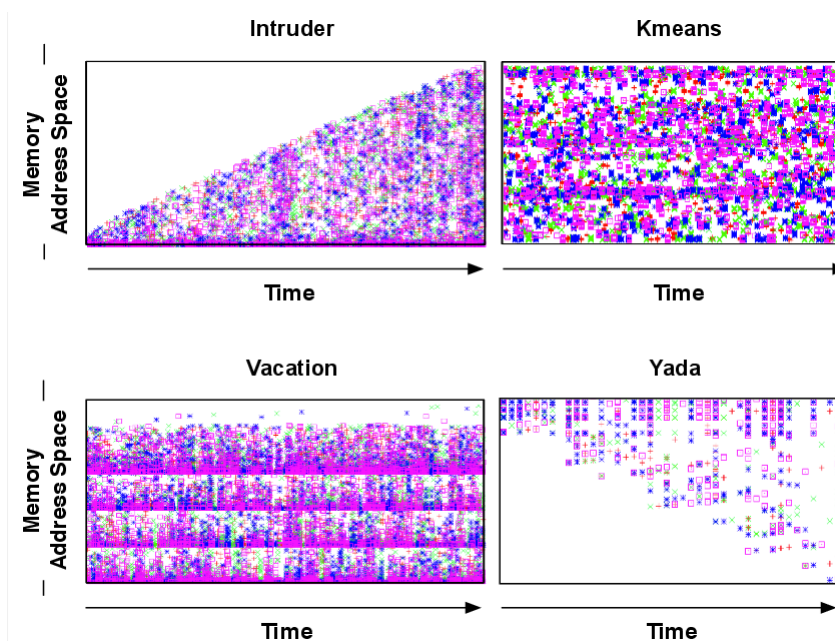 Intruder
Kmeans
Memory
Address Space
Time
Time
Vacation
Yada
Memory
Address Space
Time
Time